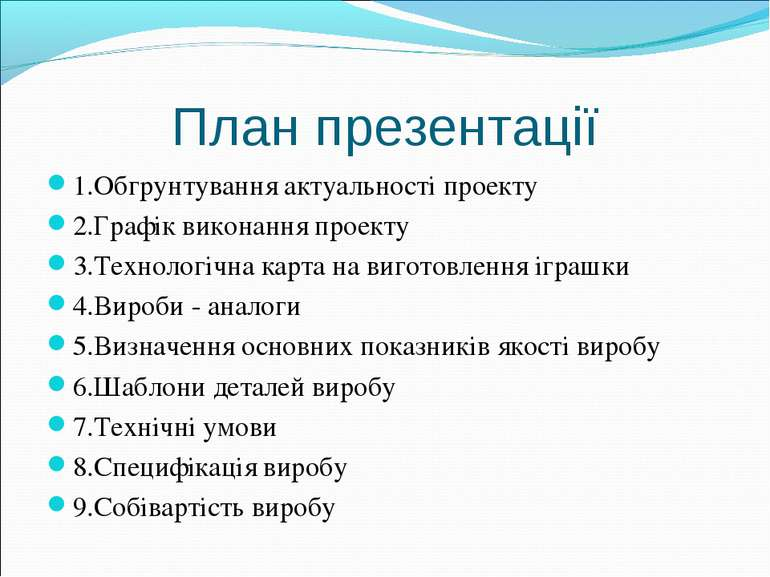 План презентації
1.Обгрунтування актуальності проекту
2.Графік виконання проекту
3.Технологічна карта на виготовлення іграшки
4.Вироби - аналоги
5.Визначення основних показників якості виробу
6.Шаблони деталей виробу
7.Технічні умови
8.Специфікація виробу
9.Собівартість виробу